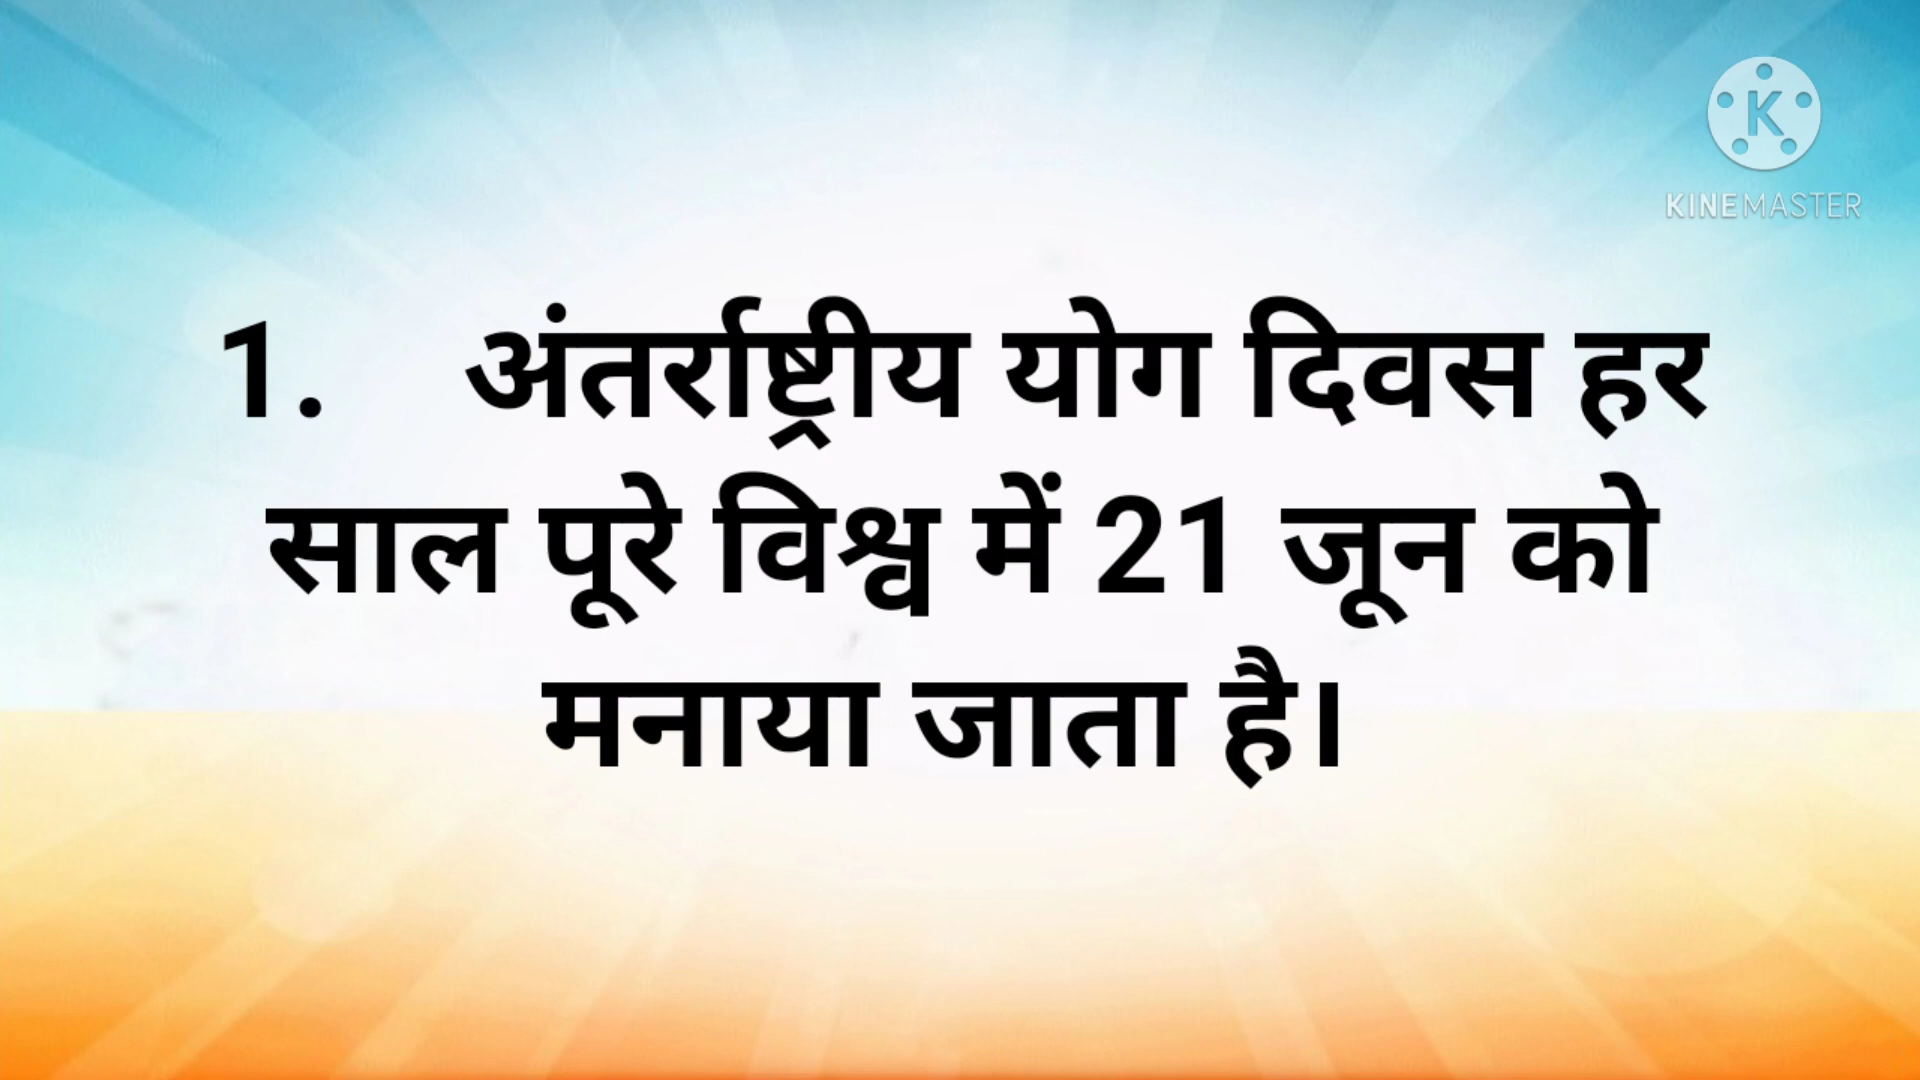 K
KINEMASTER
1. अंतर्राष्ट्रीय योग दिवस हर
साल पूरे विश्व में 21 जून को
मनाया जाता है।